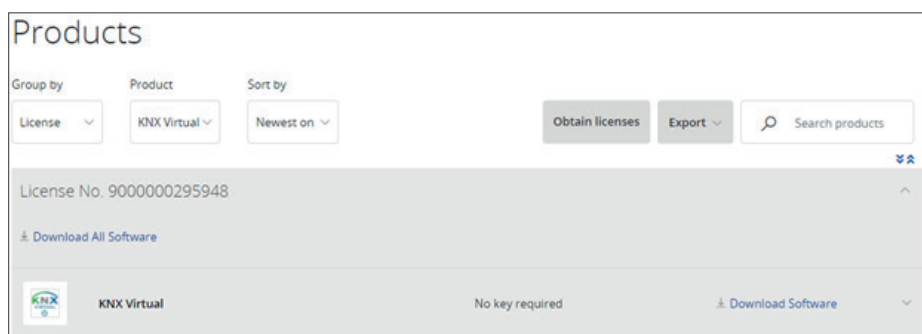 Products
Group by Product Sort by
License KNX Virtual Newest on Obtain licenses Export Search products
License No. 9000000295948
Download All Software
KNX KNX Virtual No key required Download Software